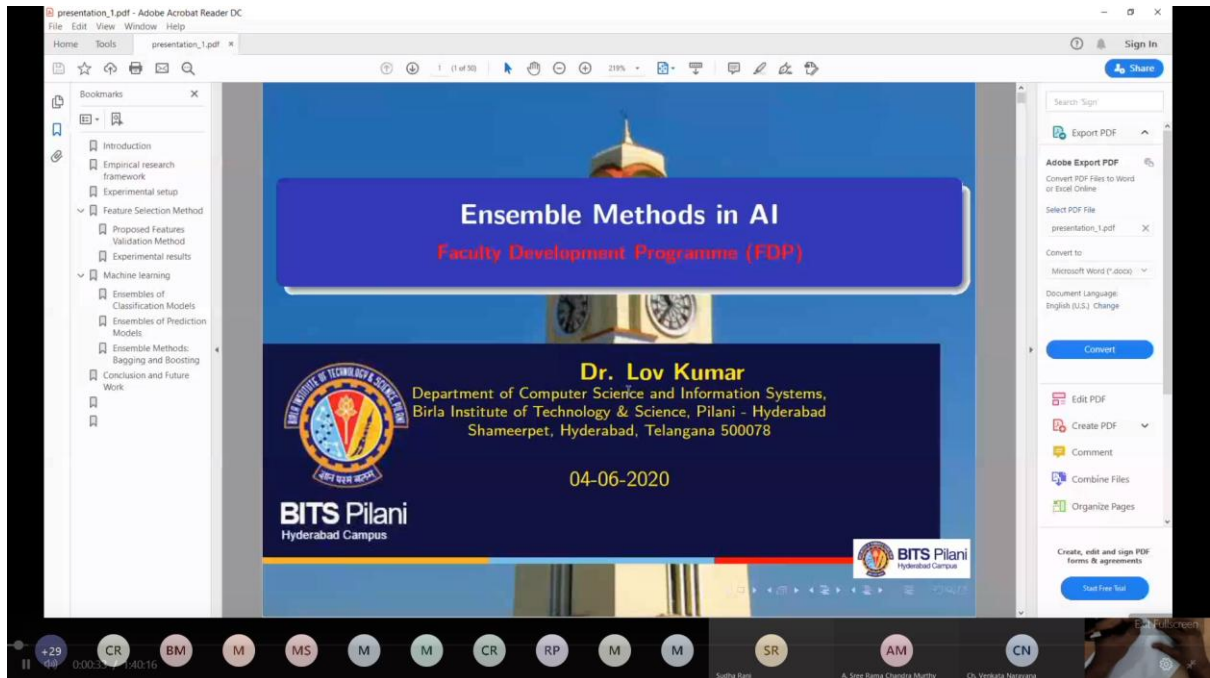 presentation_1.pdf - Adobe Acrobat Reader DC
File Edit View Window Help
Home Tools presentation_1.pdf ×
Sign In
1 (1 of 50)
219%
Share
Bookmarks
Introduction
Empirical research
framework
Experimental setup
Feature Selection Method
Proposed Features
Validation Method
Experimental results
Machine learning
Ensembles of
Classification Models
Ensembles of Prediction
Models
Ensemble Methods:
Bagging and Boosting
Conclusion and Future
Work
Ensemble Methods in AI
Faculty Development Programme (FDP)
BIRLA INSTITUTE OF TECHNOLOGY & SCIENCE, PILANI
ज्ञान परमं बलम्
Dr. Lov Kumar
Department of Computer Science and Information Systems,
Birla Institute of Technology & Science, Pilani - Hyderabad
Shameerpet, Hyderabad, Telangana 500078
04-06-2020
BITS Pilani
Hyderabad Campus
BITS Pilani
Hyderabad Campus
Search 'Sign'
Export PDF
Adobe Export PDF
Convert PDF Files to Word
or Excel Online
Select PDF File
presentation_1.pdf
Convert to
Microsoft Word (*.docx)
Document Language:
English (U.S.) Change
Convert
Edit PDF
Create PDF
Comment
Combine Files
Organize Pages
Create, edit and sign PDF
forms & agreements
Start Free Trial
Exit Fullscreen
+29 CR BM M MS M M CR RP M M SR AM CN
0:00:33 / 1:40:16
Sudha Rani A. Sree Rama Chandra Murthy Ch. Venkata Narayana